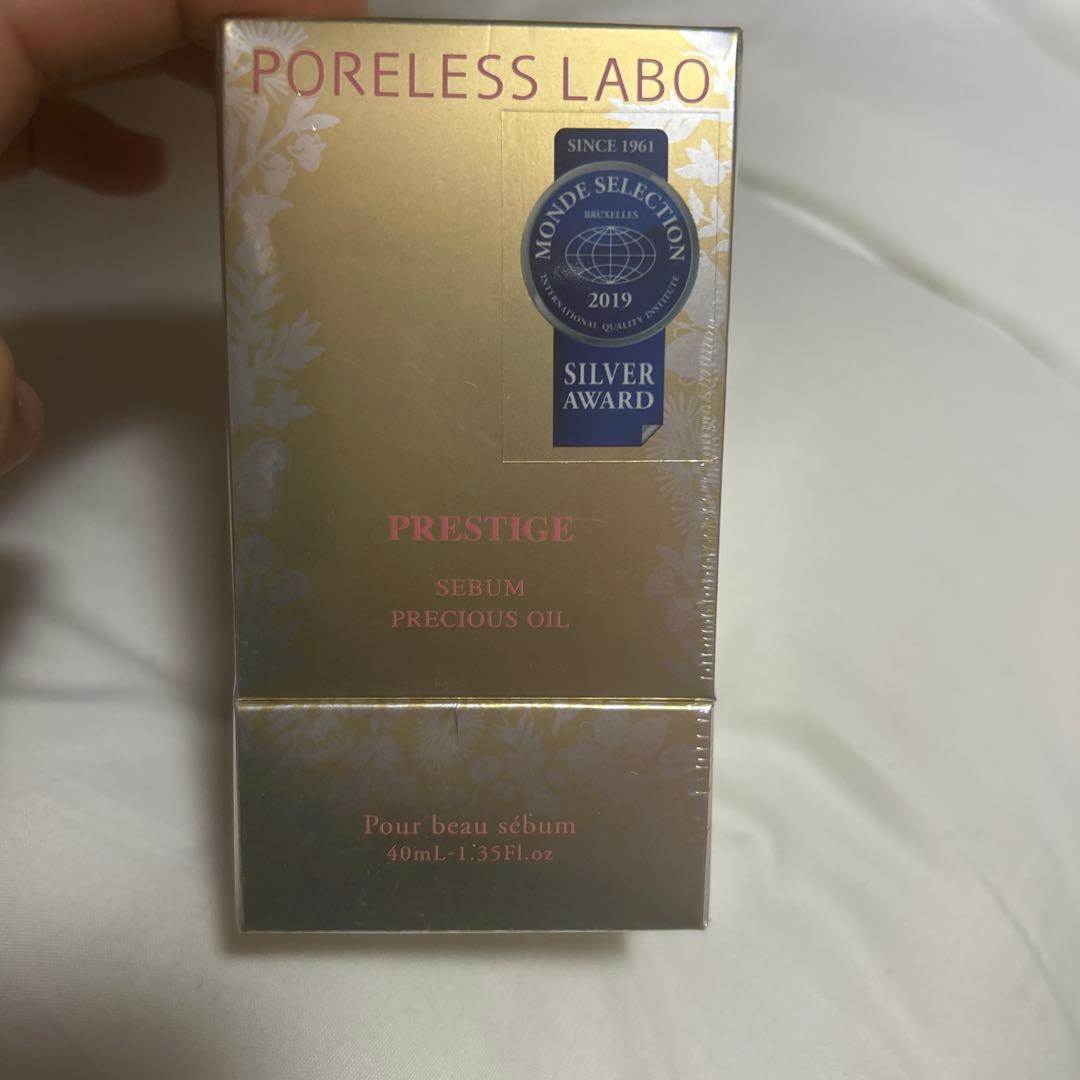 PORELESS LABO
SINCE 1961
MONDE SELECTION
BRUXELLES
2019
INTERNATIONAL QUALITY INSTITUTE
SILVER
AWARD
PRESTIGE
SEBUM
PRECIOUS OIL
Pour beau sébum
40mL-1.35Fl.oz